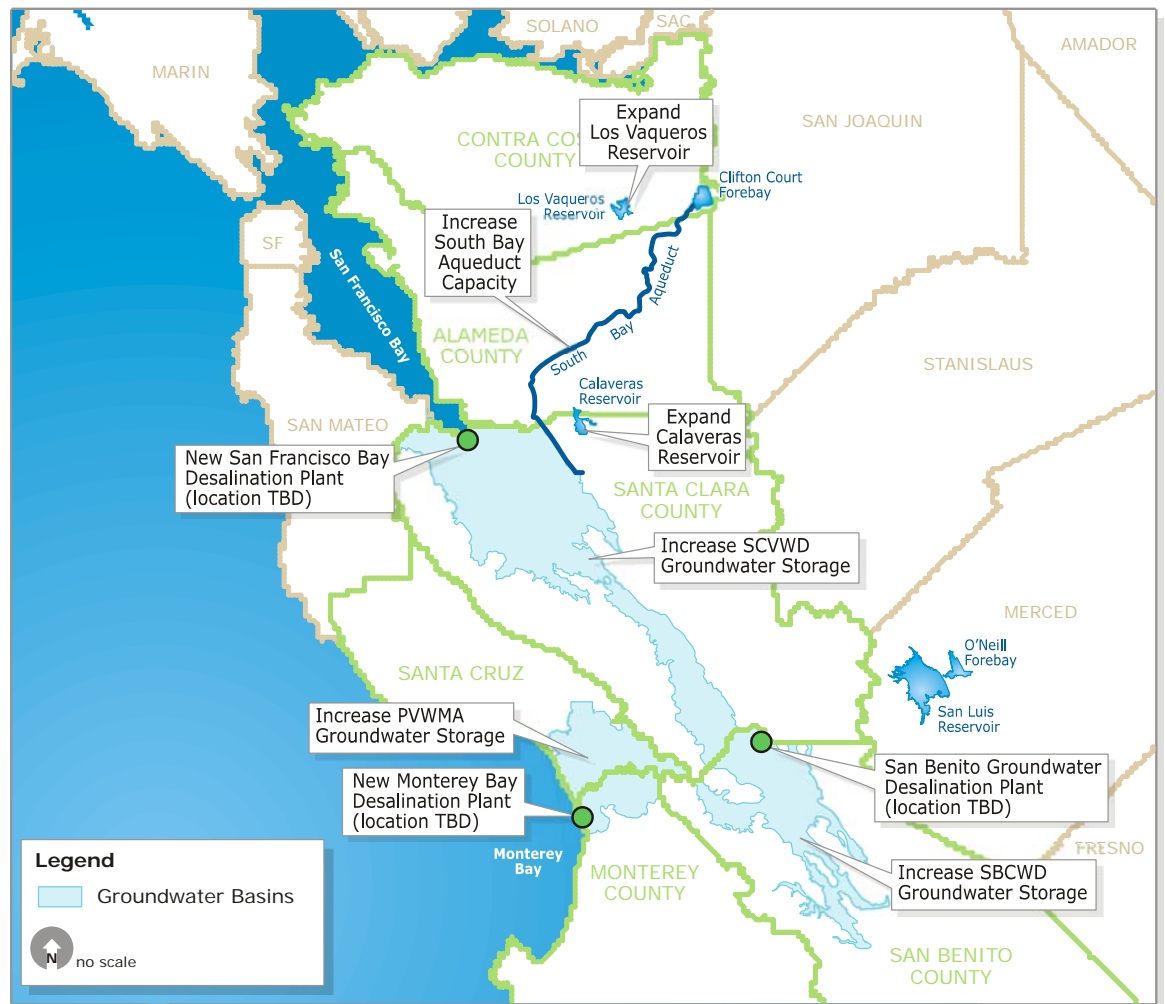 SOLANO
SAC
AMADOR
MARIN
SAN JOAQUIN
Expand
Los Vaqueros
Reservoir
CONTRA COS
COUNTY
Clifton Court
Forebay
Los Vaqueros
Reservoir
Increase
South Bay
Aqueduct
Capacity
SF
San Francisco Bay
South Bay Aqueduct
ALAMEDA
COUNTY
STANISLAUS
Calaveras
Reservoir
Expand
Calaveras
Reservoir
SAN MATEO
New San Francisco Bay
Desalination Plant
(location TBD)
SANTA CLARA
COUNTY
Increase SCVWD
Groundwater Storage
MERCED
O'Neill
Forebay
San Luis
Reservoir
SANTA CRUZ
Increase PVWMA
Groundwater Storage
New Monterey Bay
Desalination Plant
(location TBD)
San Benito Groundwater
Desalination Plant
(location TBD)
Monterey
Bay
FRESNO
MONTEREY
COUNTY
Increase SBCWD
Groundwater Storage
SAN BENITO
COUNTY
Legend
Groundwater Basins
N
no scale